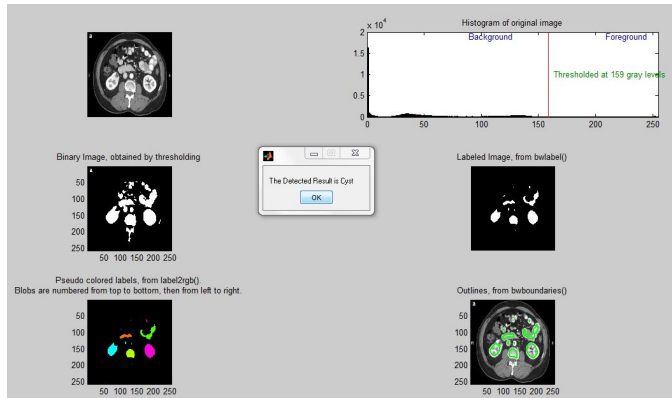 Histogram of original image
x 10^4
Background
Foreground
Thresholded at 159 gray levels
2
1.5
1
0.5
0
0 50 100 150 200 250
Binary Image, obtained by thresholding
50
100
150
200
250
50 100 150 200 250
The Detected Result is Cyst
OK
Labeled Image, from bwlabel()
Pseudo colored labels, from label2rgb().
Blobs are numbered from top to bottom, then from left to right.
50
100
150
200
250
50 100 150 200 250
Outlines, from bwboundaries()
50
100
150
200
250
50 100 150 200 250